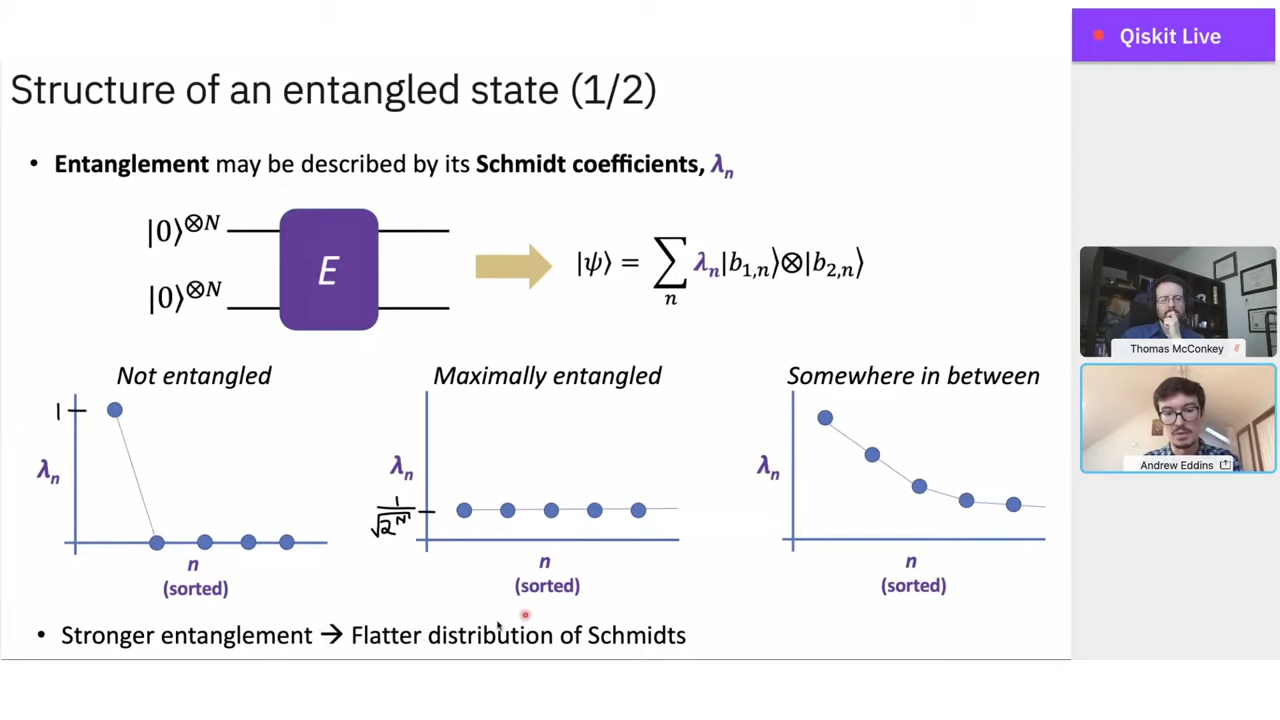 Qiskit Live
Structure of an entangled state (1/2)
• Entanglement may be described by its Schmidt coefficients, λₙ
|0⟩⊗ᴺ
|0⟩⊗ᴺ
E
|ψ⟩ = ∑ₙ λₙ|b₁,ₙ⟩⊗|b₂,ₙ⟩
Not entangled
1
λₙ
n
(sorted)
Maximally entangled
λₙ
1/√2ᴺ
n
(sorted)
Somewhere in between
λₙ
n
(sorted)
• Stronger entanglement → Flatter distribution of Schmidts
Thomas McConkey
Andrew Eddins